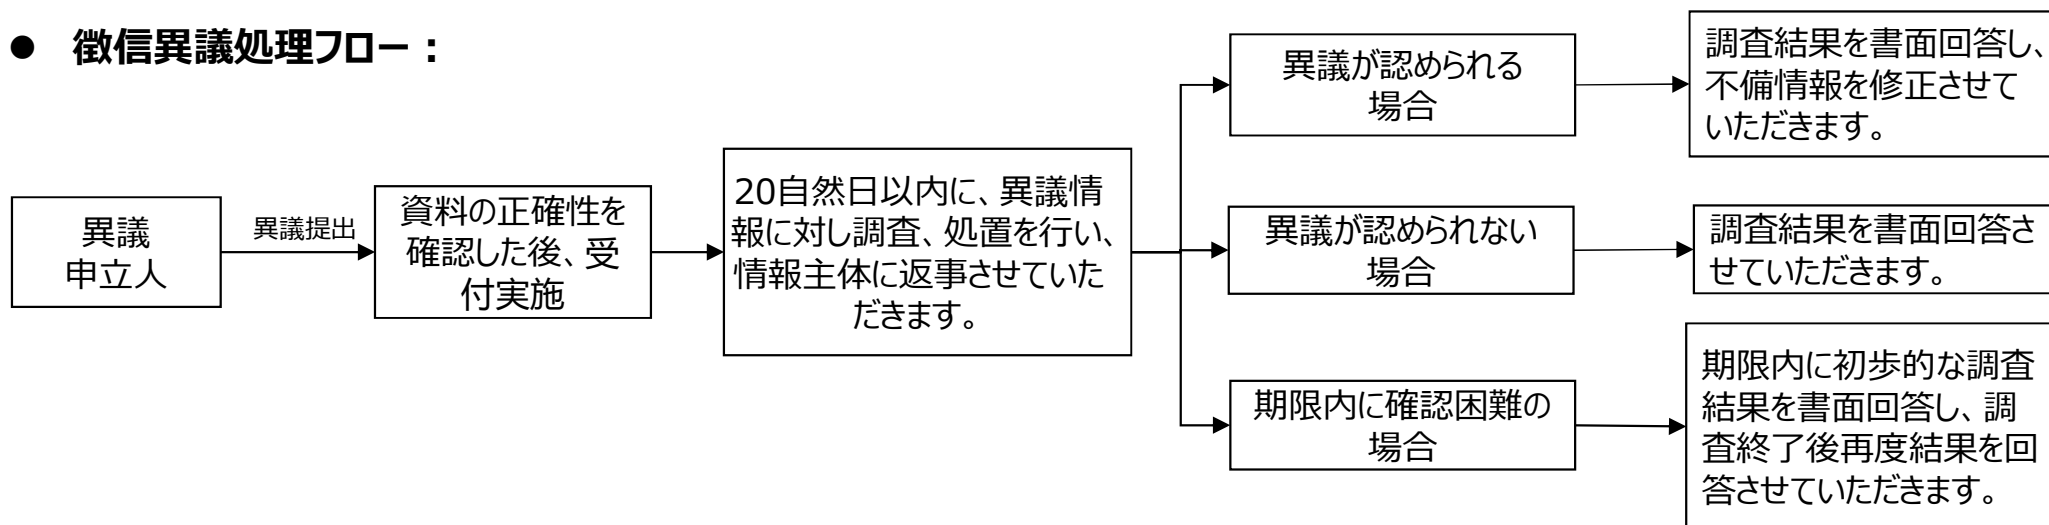 ● 徴信異議処理フロー：
異議
申立人
異議提出
資料の正確性を
確認した後、受
付実施
20自然日以内に、異議情
報に対し調査、処置を行い、
情報主体に返事させていた
だきます。
異議が認められる
場合
調査結果を書面回答し、
不備情報を修正させて
いただきます。
異議が認められない
場合
調査結果を書面回答さ
せていただきます。
期限内に確認困難の
場合
期限内に初歩的な調査
結果を書面回答し、調
査終了後再度結果を回
答させていただきます。